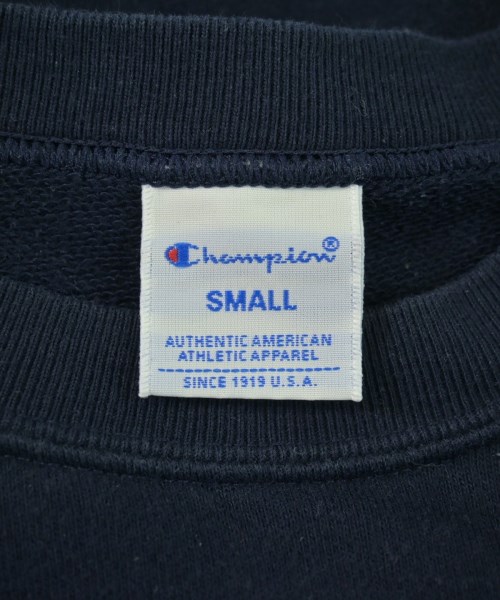 Champion®
SMALL
AUTHENTIC AMERICAN
ATHLETIC APPAREL
SINCE 1919 U.S.A.